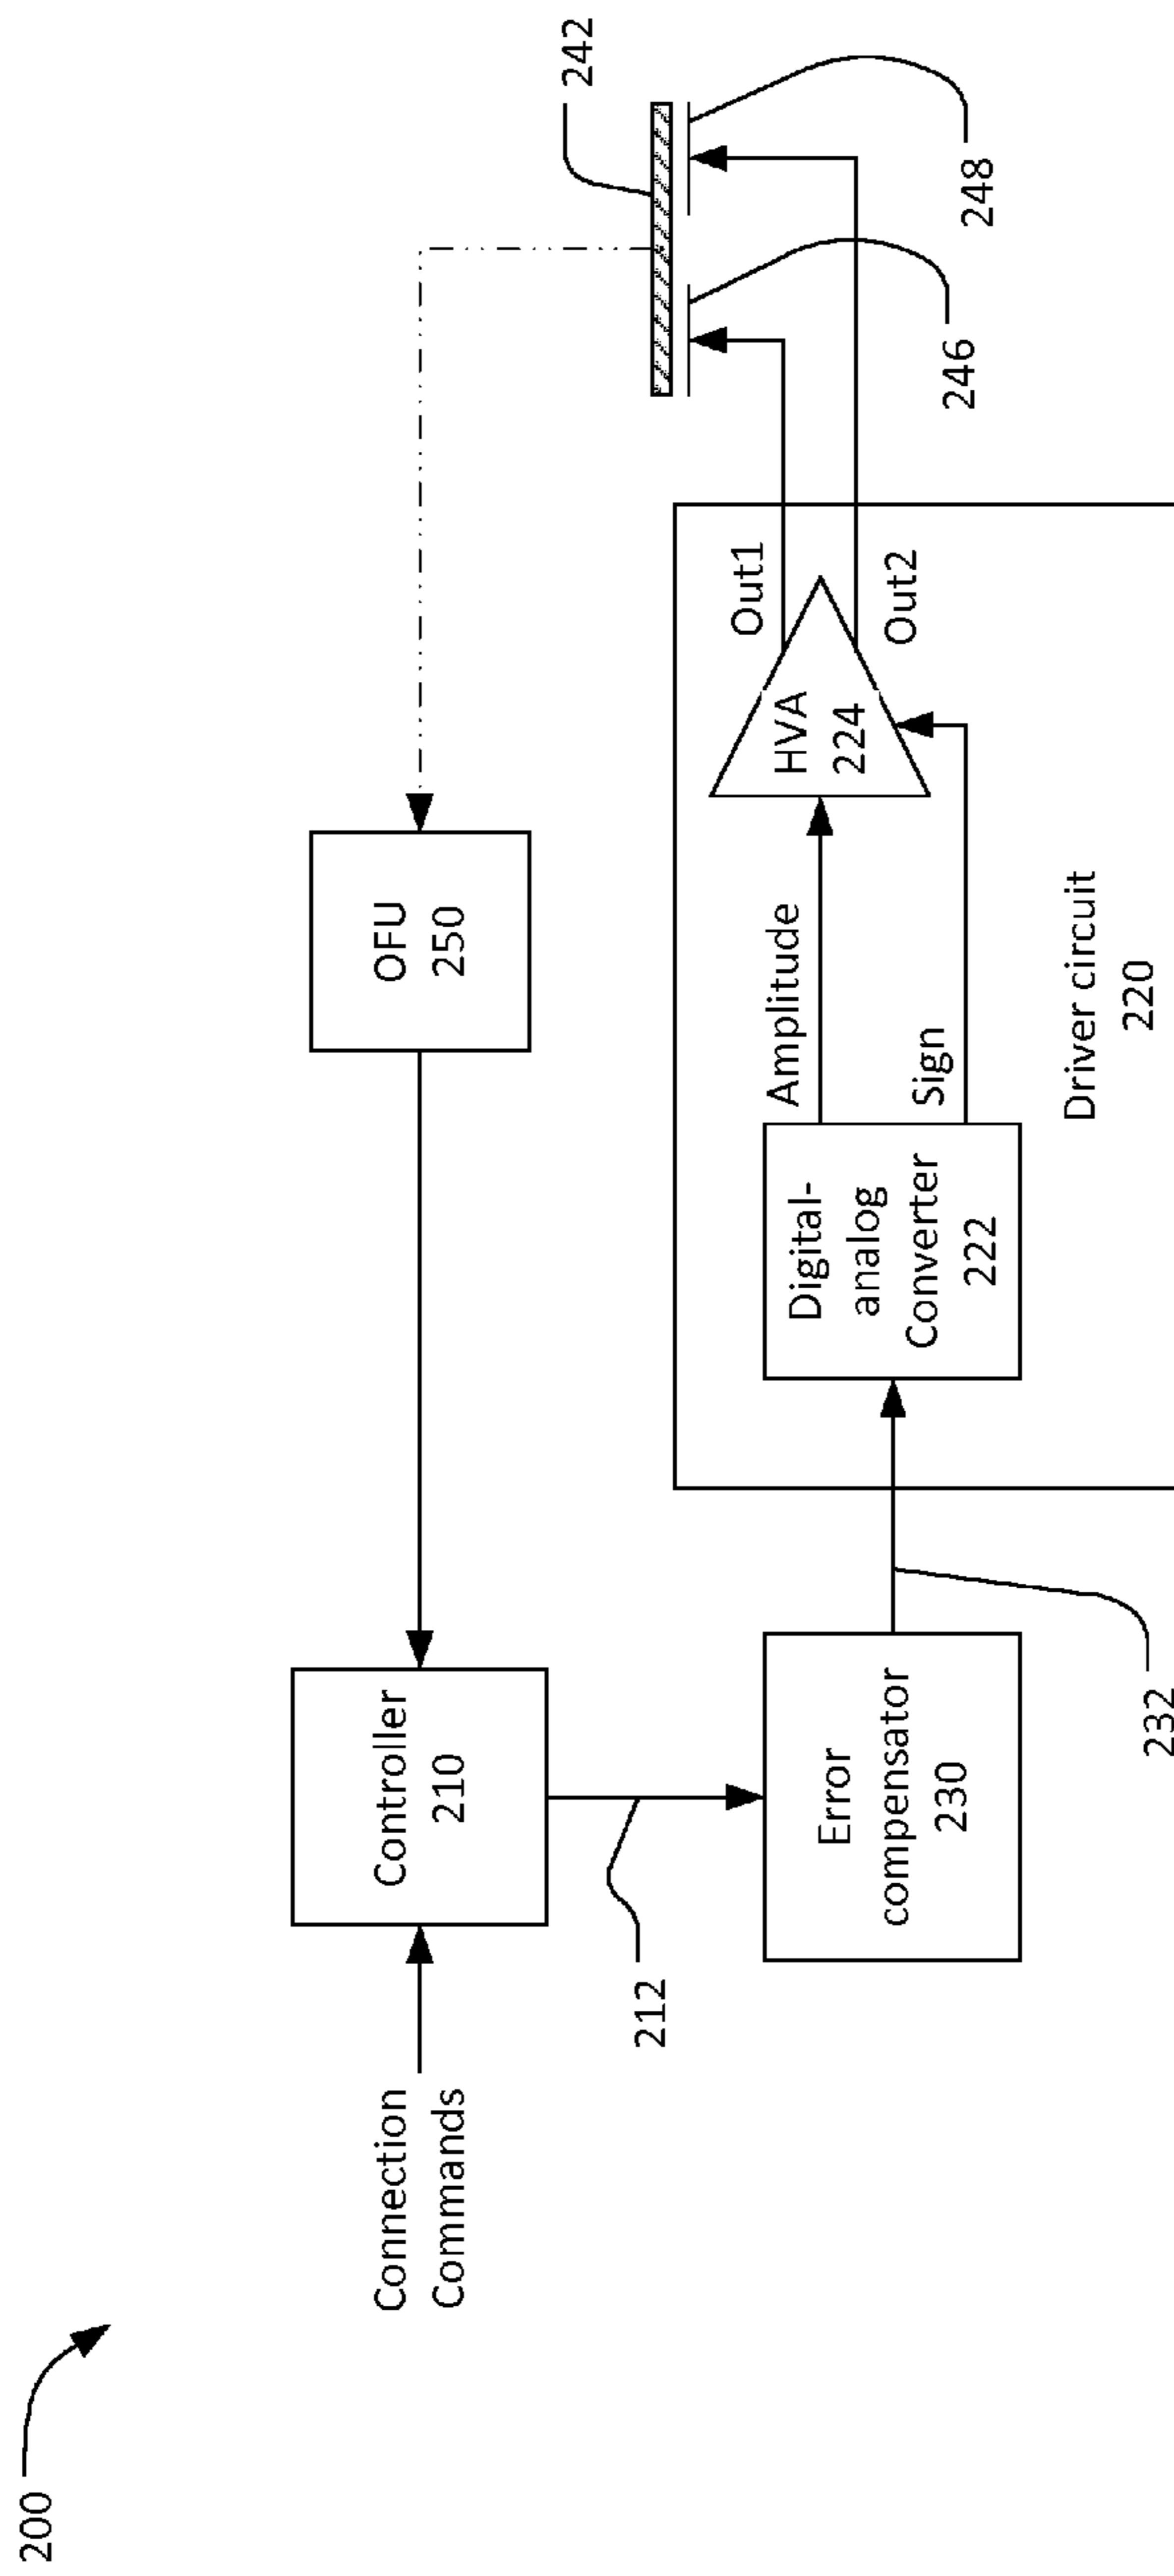 200
Connection
Commands
Controller
210
OFU
250
242
212
Error
compensator
230
232
Digital-
analog
Converter
222
Amplitude
Sign
HVA
224
Out1
Out2
246
248
Driver circuit
220